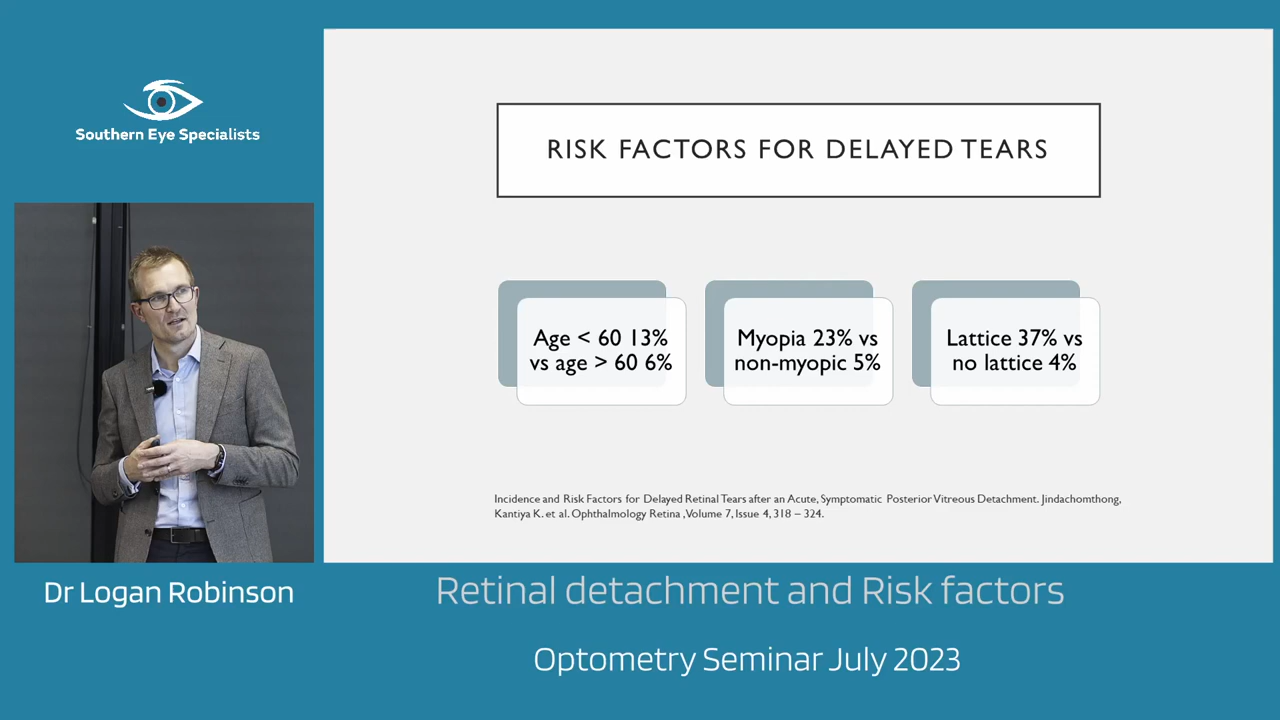 Southern Eye Specialists
RISK FACTORS FOR DELAYED TEARS
Age < 60 13%
vs age > 60 6%
Myopia 23% vs
non-myopic 5%
Lattice 37% vs
no lattice 4%
Incidence and Risk Factors for Delayed Retinal Tears after an Acute, Symptomatic Posterior Vitreous Detachment. Jindachomthong,
Kantiya K. et al. Ophthalmology Retina ,Volume 7, Issue 4, 318 – 324.
Dr Logan Robinson
Retinal detachment and Risk factors
Optometry Seminar July 2023